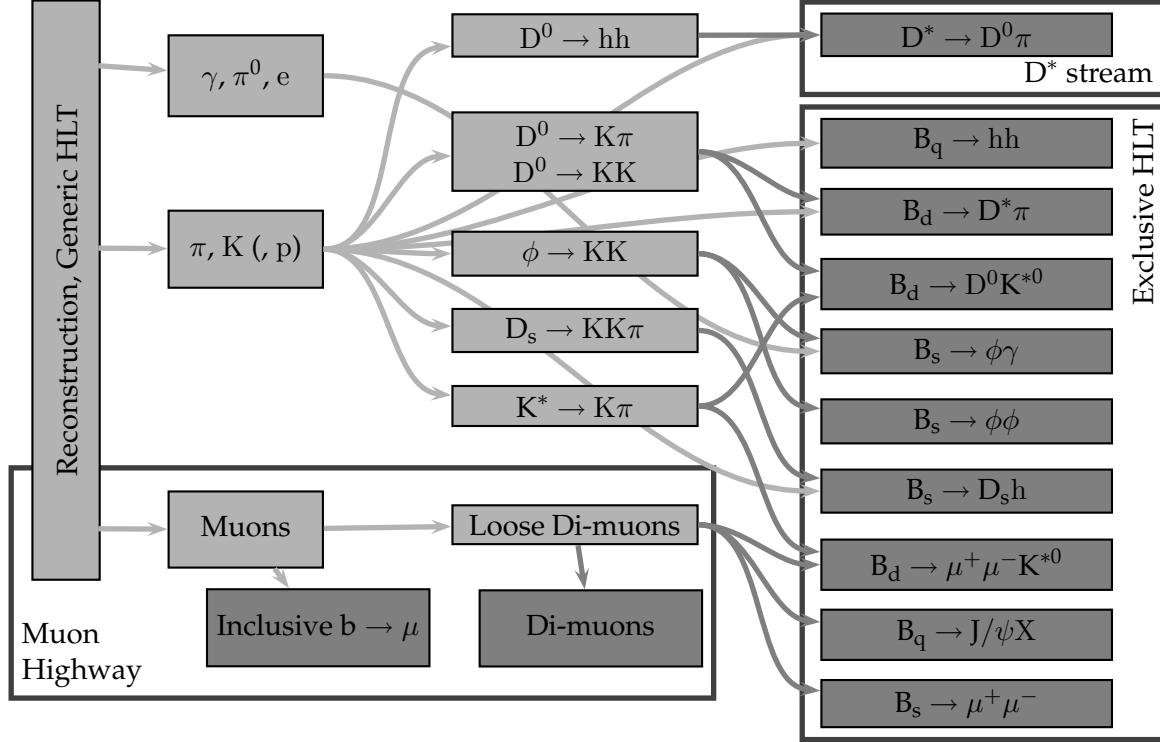 Reconstruction, Generic HLT
γ, π⁰, e
π, K (, p)
D⁰ → hh
D⁰ → Kπ
D⁰ → KK
ϕ → KK
Dₛ → KKπ
K* → Kπ
D* → D⁰π
D* stream
Exclusive HLT
B_q → hh
B_d → D*π
B_d → D⁰K*⁰
Bₛ → ϕγ
Bₛ → ϕϕ
Bₛ → Dₛh
B_d → μ⁺μ⁻K*⁰
B_q → J/ψX
Bₛ → μ⁺μ⁻
Muons
Loose Di-muons
Inclusive b → μ
Di-muons
Muon
Highway